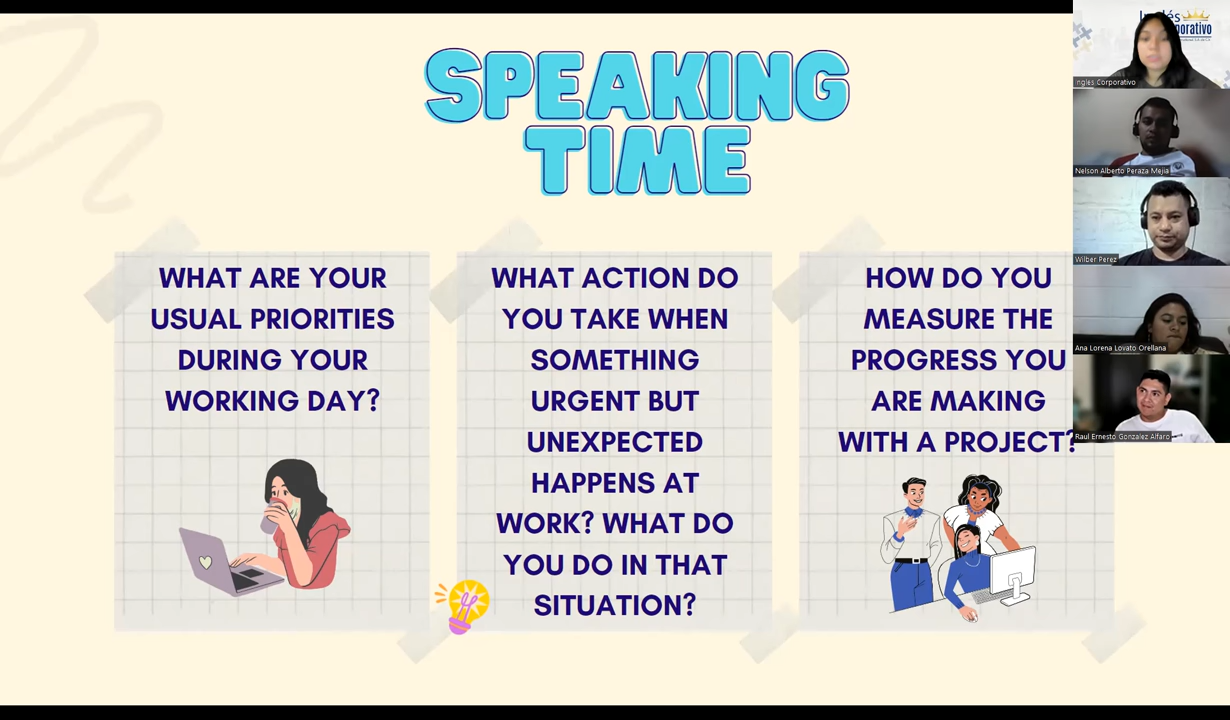 SPEAKING
TIME
WHAT ARE YOUR
USUAL PRIORITIES
DURING YOUR
WORKING DAY?
WHAT ACTION DO
YOU TAKE WHEN
SOMETHING
URGENT BUT
UNEXPECTED
HAPPENS AT
WORK? WHAT DO
YOU DO IN THAT
SITUATION?
HOW DO YOU
MEASURE THE
PROGRESS YOU
ARE MAKING
WITH A PROJECT?
Ingles Corporativo
Nelson Alberto Peraza Mejia
Wilber Perez
Ana Lorena Lovato Orellana
Raul Ernesto Gonzalez Alfaro